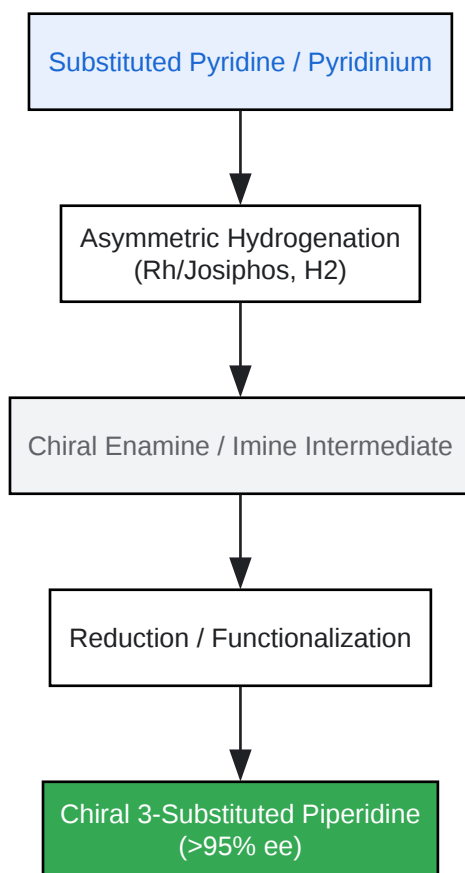 Substituted Pyridine / Pyridinium
Asymmetric Hydrogenation
(Rh/Josiphos, H2)
Chiral Enamine / Imine Intermediate
Reduction / Functionalization
Chiral 3-Substituted Piperidine
(>95% ee)